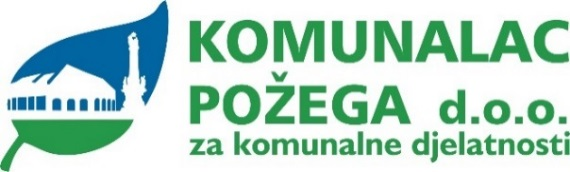 KOMUNALAC
POŽEGA d.o.o.
za komunalne djelatnosti